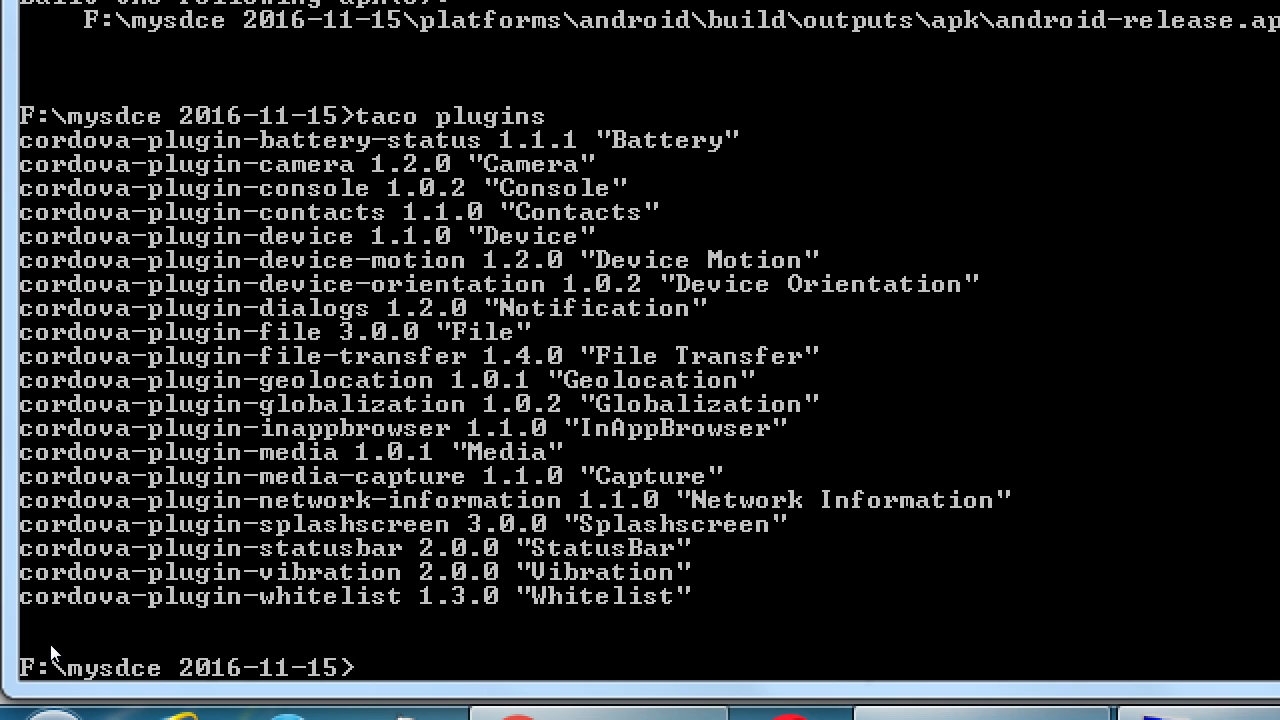 Build the following apk(s):
F:\mysdce 2016-11-15\platforms\android\build\outputs\apk\android-release.ap
F:\mysdce 2016-11-15>taco plugins
cordova-plugin-battery-status 1.1.1 "Battery"
cordova-plugin-camera 1.2.0 "Camera"
cordova-plugin-console 1.0.2 "Console"
cordova-plugin-contacts 1.1.0 "Contacts"
cordova-plugin-device 1.1.0 "Device"
cordova-plugin-device-motion 1.2.0 "Device Motion"
cordova-plugin-device-orientation 1.0.2 "Device Orientation"
cordova-plugin-dialogs 1.2.0 "Notification"
cordova-plugin-file 3.0.0 "File"
cordova-plugin-file-transfer 1.4.0 "File Transfer"
cordova-plugin-geolocation 1.0.1 "Geolocation"
cordova-plugin-globalization 1.0.2 "Globalization"
cordova-plugin-inappbrowser 1.1.0 "InAppBrowser"
cordova-plugin-media 1.0.1 "Media"
cordova-plugin-media-capture 1.1.0 "Capture"
cordova-plugin-network-information 1.1.0 "Network Information"
cordova-plugin-splashscreen 3.0.0 "Splashscreen"
cordova-plugin-statusbar 2.0.0 "StatusBar"
cordova-plugin-vibration 2.0.0 "Vibration"
cordova-plugin-whitelist 1.3.0 "Whitelist"
F:\mysdce 2016-11-15>